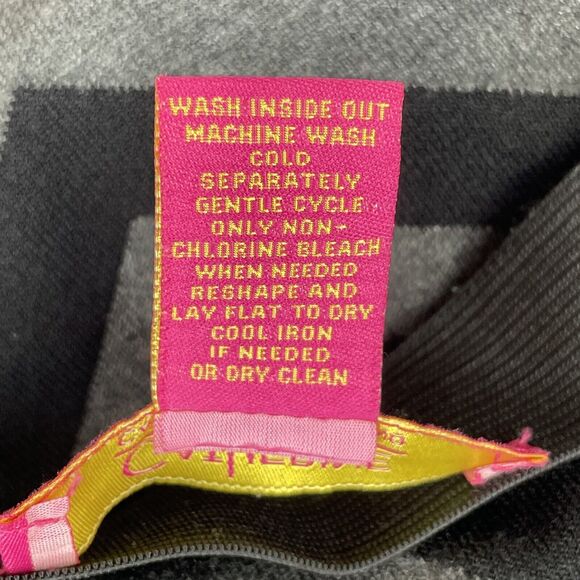 WASH INSIDE OUT
MACHINE WASH
COLD
SEPARATELY
GENTLE CYCLE
ONLY NON-
CHLORINE BLEACH
WHEN NEEDED
RESHAPE AND
LAY FLAT TO DRY
COOL IRON
IF NEEDED
OR DRY CLEAN